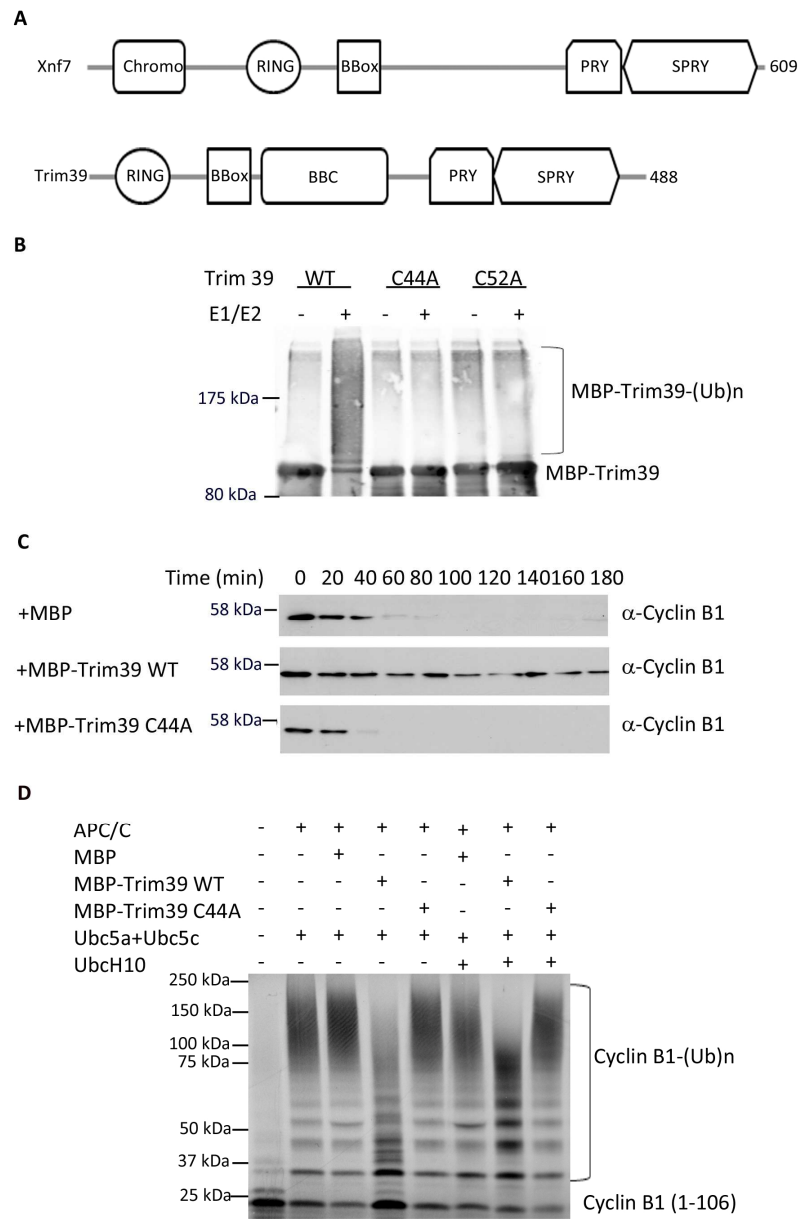 A
Xnf7 Chromo RING BBox PRY SPRY 609
Trim39 RING BBox BBC PRY SPRY 488
B
Trim 39 WT C44A C52A
E1/E2 - + - + - +
175 kDa
MBP-Trim39-(Ub)n
MBP-Trim39
80 kDa
C
Time (min) 0 20 40 60 80 100 120 140 160 180
+MBP 58 kDa α-Cyclin B1
+MBP-Trim39 WT 58 kDa α-Cyclin B1
+MBP-Trim39 C44A 58 kDa α-Cyclin B1
D
APC/C - + + + + + + +
MBP - - + - - + - -
MBP-Trim39 WT - - - + - - + -
MBP-Trim39 C44A - - - - + - - +
Ubc5a+Ubc5c - + + + + + + +
UbcH10 - - - - - + + +
250 kDa
150 kDa
100 kDa
75 kDa
Cyclin B1-(Ub)n
50 kDa
37 kDa
25 kDa
Cyclin B1 (1-106)